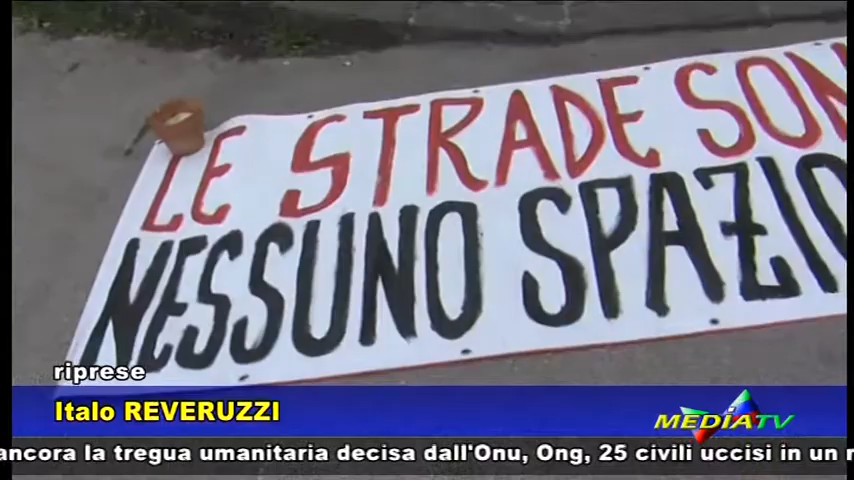 LE STRADE SON
NESSUNO SPAZIO
riprese
Italo REVERUZZI
MEDIATV
ancora la tregua umanitaria decisa dall'Onu, Ong, 25 civili uccisi in un